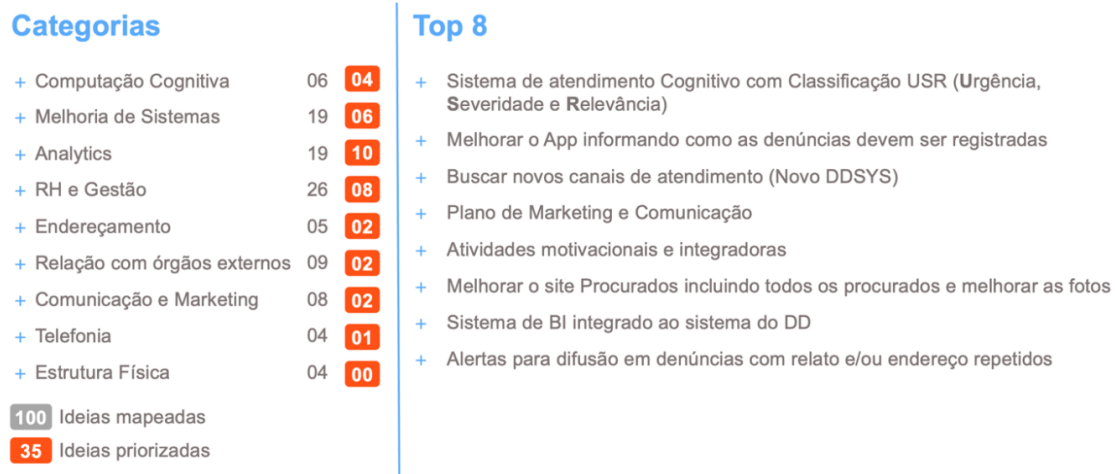 Categorias
+ Computação Cognitiva 06 04
+ Melhoria de Sistemas 19 06
+ Analytics 19 10
+ RH e Gestão 26 08
+ Endereçamento 05 02
+ Relação com órgãos externos 09 02
+ Comunicação e Marketing 08 02
+ Telefonia 04 01
+ Estrutura Física 04 00
100 Ideias mapeadas
35 Ideias priorizadas
Top 8
+ Sistema de atendimento Cognitivo com Classificação USR (Urgência,
Severidade e Relevância)
+ Melhorar o App informando como as denúncias devem ser registradas
+ Buscar novos canais de atendimento (Novo DDSYS)
+ Plano de Marketing e Comunicação
+ Atividades motivacionais e integradoras
+ Melhorar o site Procurados incluindo todos os procurados e melhorar as fotos
+ Sistema de BI integrado ao sistema do DD
+ Alertas para difusão em denúncias com relato e/ou endereço repetidos